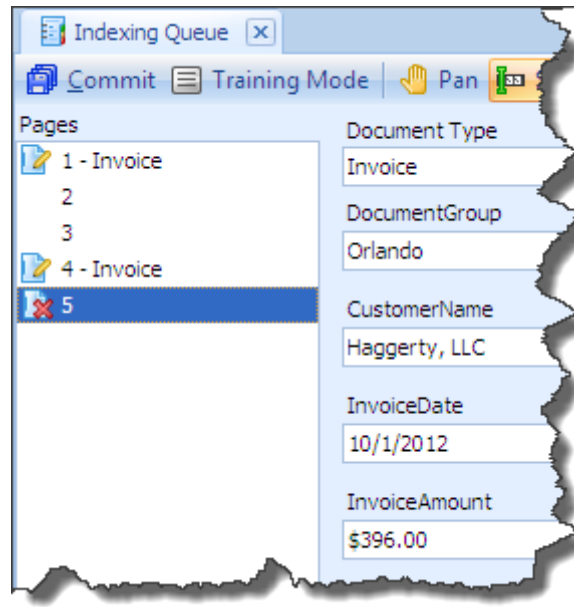 Indexing Queue
Commit Training Mode Pan
Pages
1 - Invoice
2
3
4 - Invoice
5
Document Type
Invoice
DocumentGroup
Orlando
CustomerName
Haggerty, LLC
InvoiceDate
10/1/2012
InvoiceAmount
$396.00